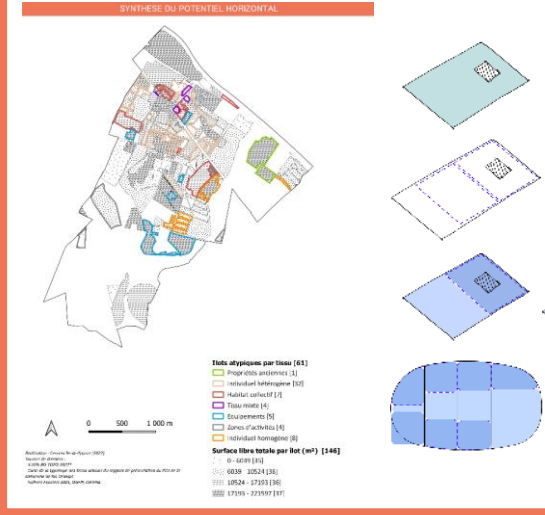 SYNTHESE DU POTENTIEL HORIZONTAL
Ilots atypiques par tissu [61]
Propriétés anciennes [1]
Individuel hétérogène [32]
Habitat collectif [7]
Tissu mixte [4]
Equipements [5]
Zones d'activités [4]
Individuel homogène [8]
0 500 1 000 m
Surface libre totale par îlot (m²) [146]
0 - 6039 [35]
6039 - 10524 [36]
10524 - 17193 [36]
17193 - 221597 [37]